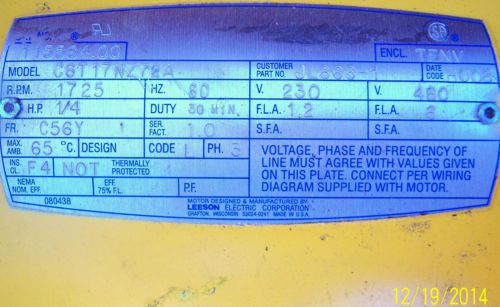 ENCL. TENV
MODEL C6T17NZ72A CUSTOMER PART NO. DATE CODE
R.P.M. 1725 HZ. 60 V. 230 V. 460
H.P. 1/4 DUTY 30 MIN. F.L.A. 1.2 F.L.A.
FR. C56Y SER. FACT. 1.0 S.F.A. S.F.A.
MAX. AMB. 65 °C. DESIGN CODE PH. 3
INS. CL. F4 NOT THERMALLY PROTECTED
VOLTAGE, PHASE AND FREQUENCY OF
LINE MUST AGREE WITH VALUES GIVEN
ON THIS PLATE. CONNECT PER WIRING
DIAGRAM SUPPLIED WITH MOTOR.
NEMA NOM. EFF. EFF. 75% F.L. P.F.
080438
MOTOR DESIGNED & MANUFACTURED BY:
LEESON ELECTRIC CORPORATION
GRAFTON, WISCONSIN 53024-0241 MADE IN U.S.A.
12/19/2014